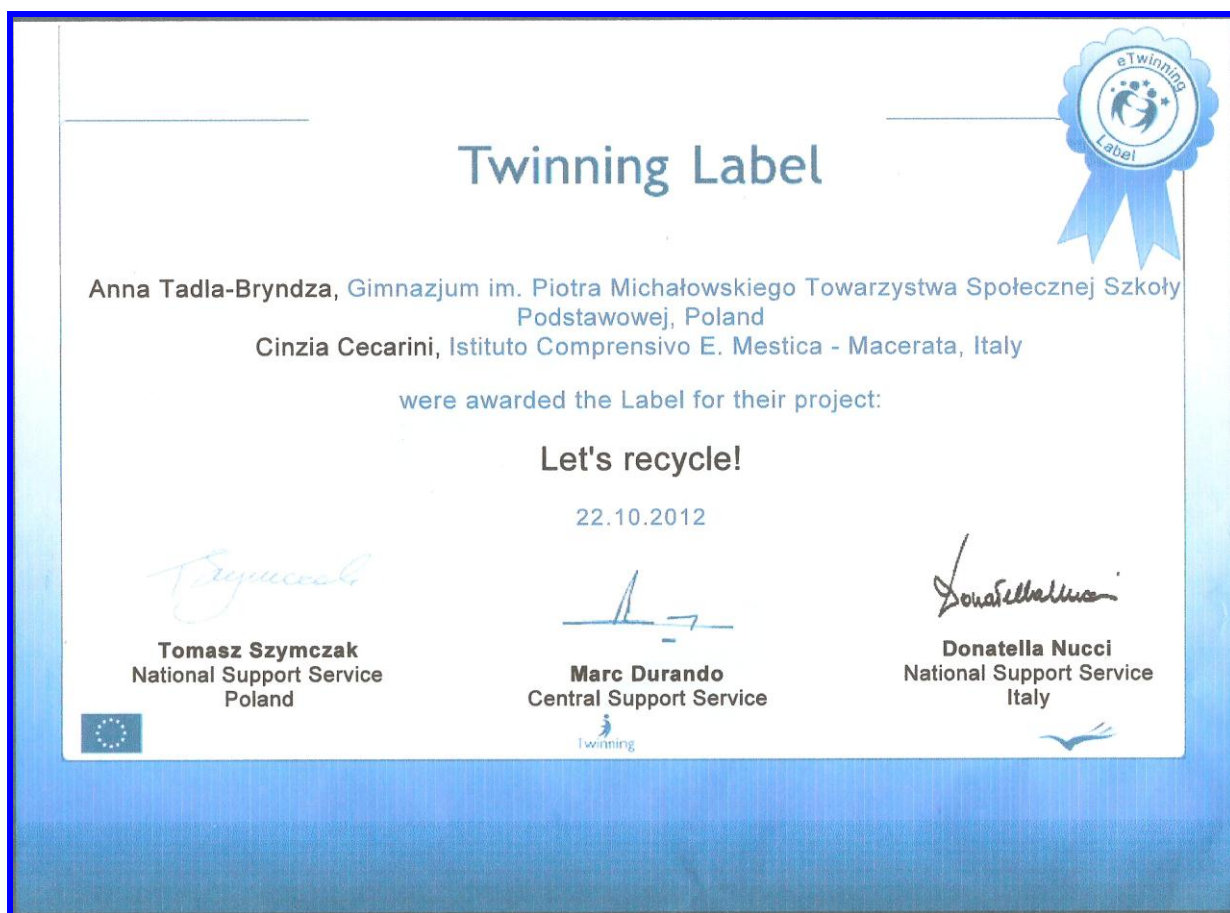 eTwinning
Label
Twinning Label
Anna Tadla-Bryndza, Gimnazjum im. Piotra Michałowskiego Towarzystwa Społecznej Szkoły
Podstawowej, Poland
Cinzia Cecarini, Istituto Comprensivo E. Mestica - Macerata, Italy
were awarded the Label for their project:
Let's recycle!
22.10.2012
Tomasz Szymczak
National Support Service
Poland
Marc Durando
Central Support Service
Twinning
Donatella Nucci
National Support Service
Italy